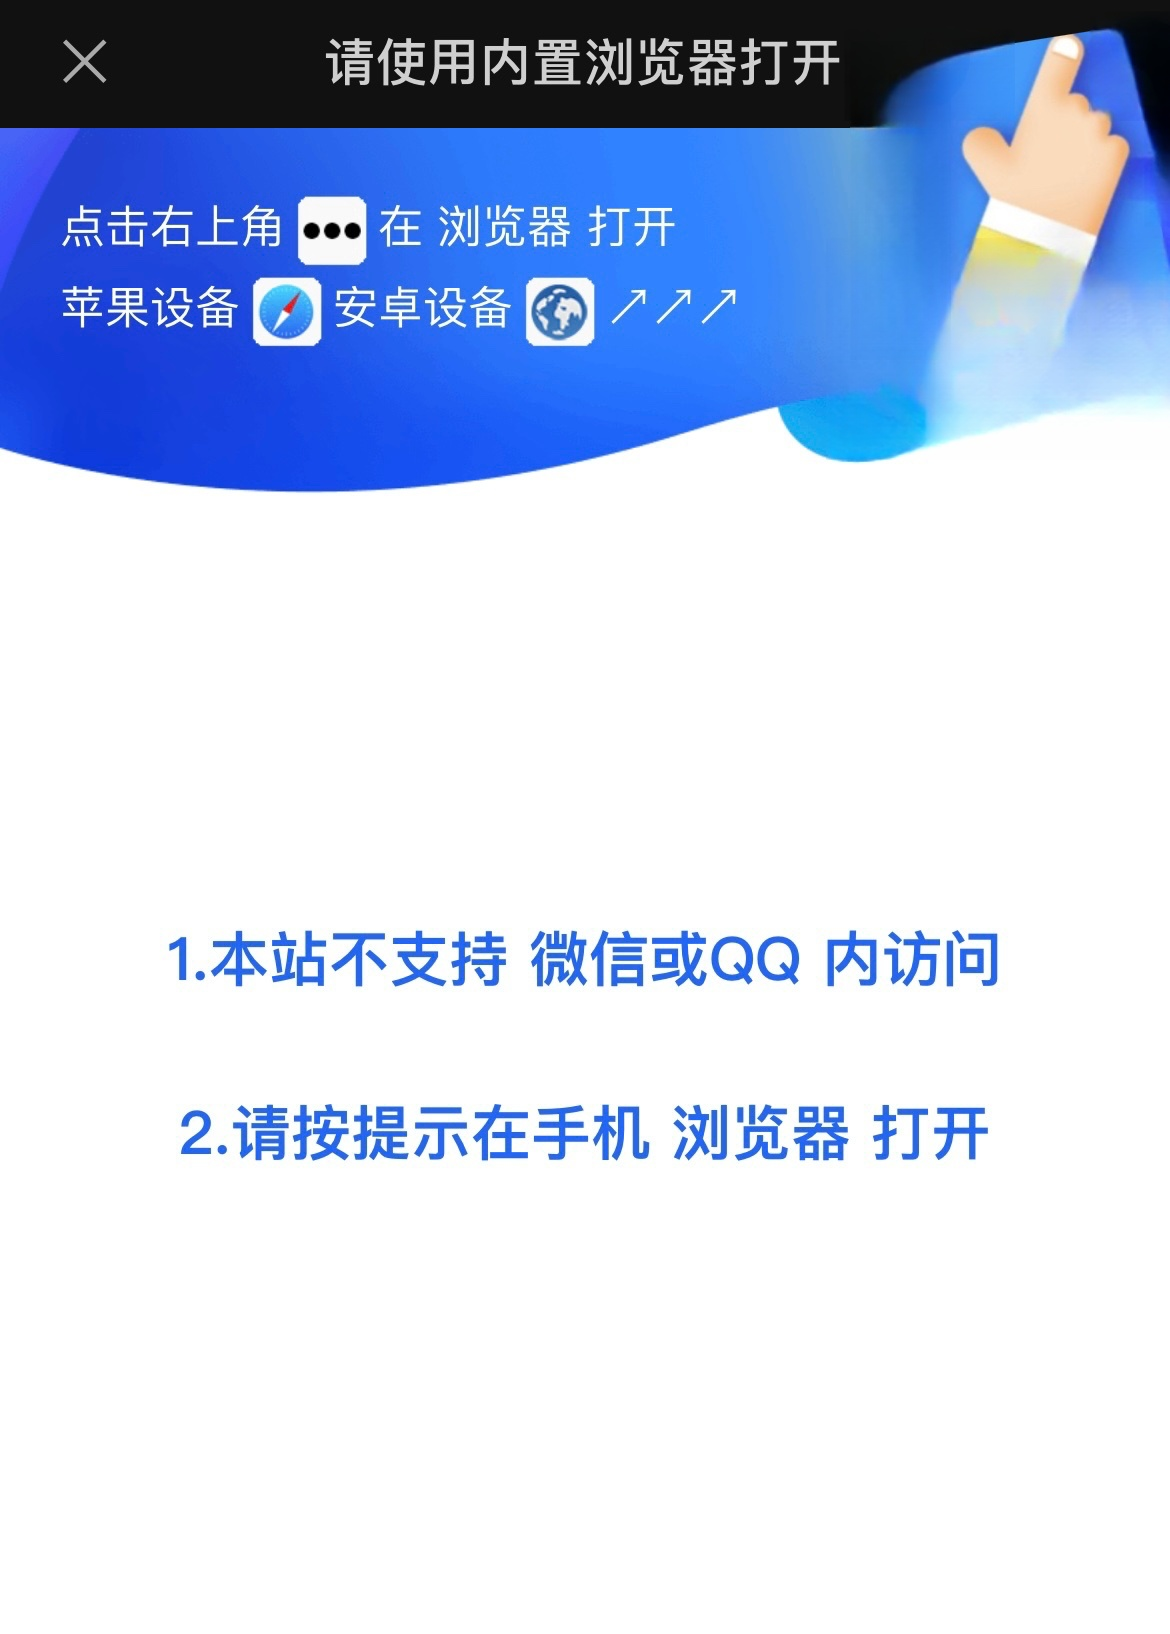 请使用内置浏览器打开
点击右上角 ••• 在 浏览器 打开
苹果设备 安卓设备 ↗↗↗
1.本站不支持 微信或QQ 内访问
2.请按提示在手机 浏览器 打开